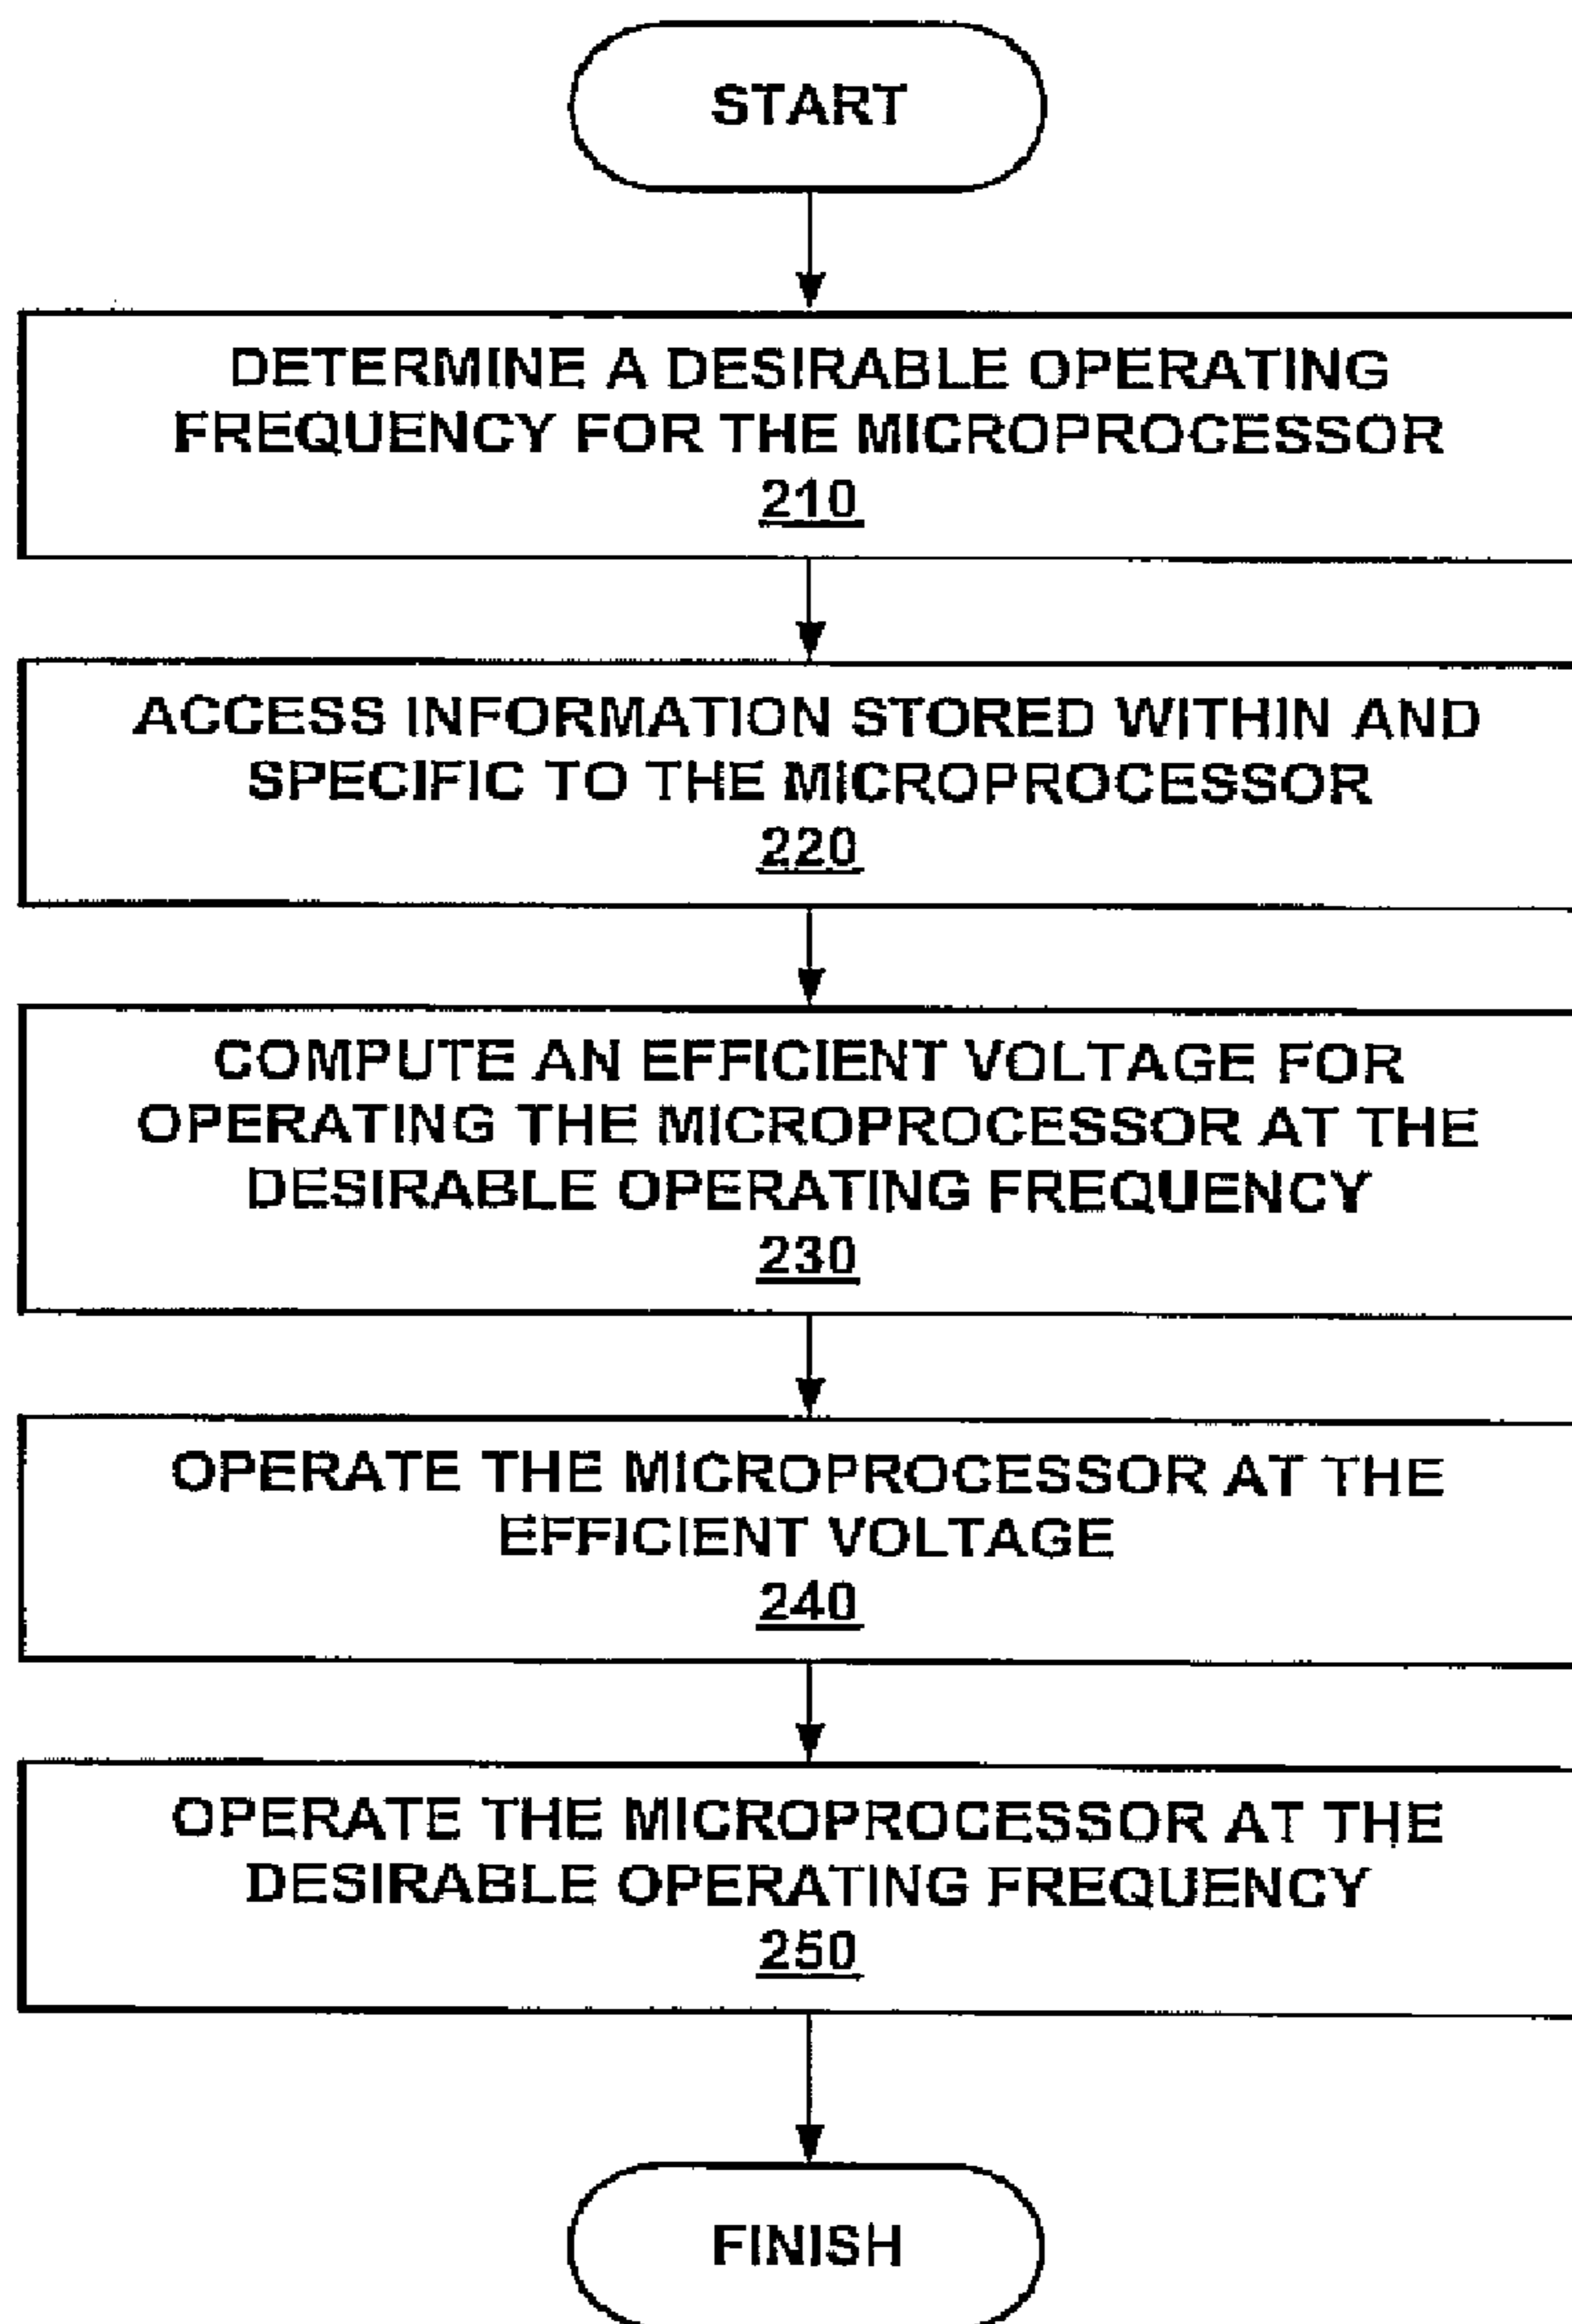 START
DETERMINE A DESIRABLE OPERATING
FREQUENCY FOR THE MICROPROCESSOR
210
ACCESS INFORMATION STORED WITHIN AND
SPECIFIC TO THE MICROPROCESSOR
220
COMPUTE AN EFFICIENT VOLTAGE FOR
OPERATING THE MICROPROCESSOR AT THE
DESIRABLE OPERATING FREQUENCY
230
OPERATE THE MICROPROCESSOR AT THE
EFFICIENT VOLTAGE
240
OPERATE THE MICROPROCESSOR AT THE
DESIRABLE OPERATING FREQUENCY
250
FINISH